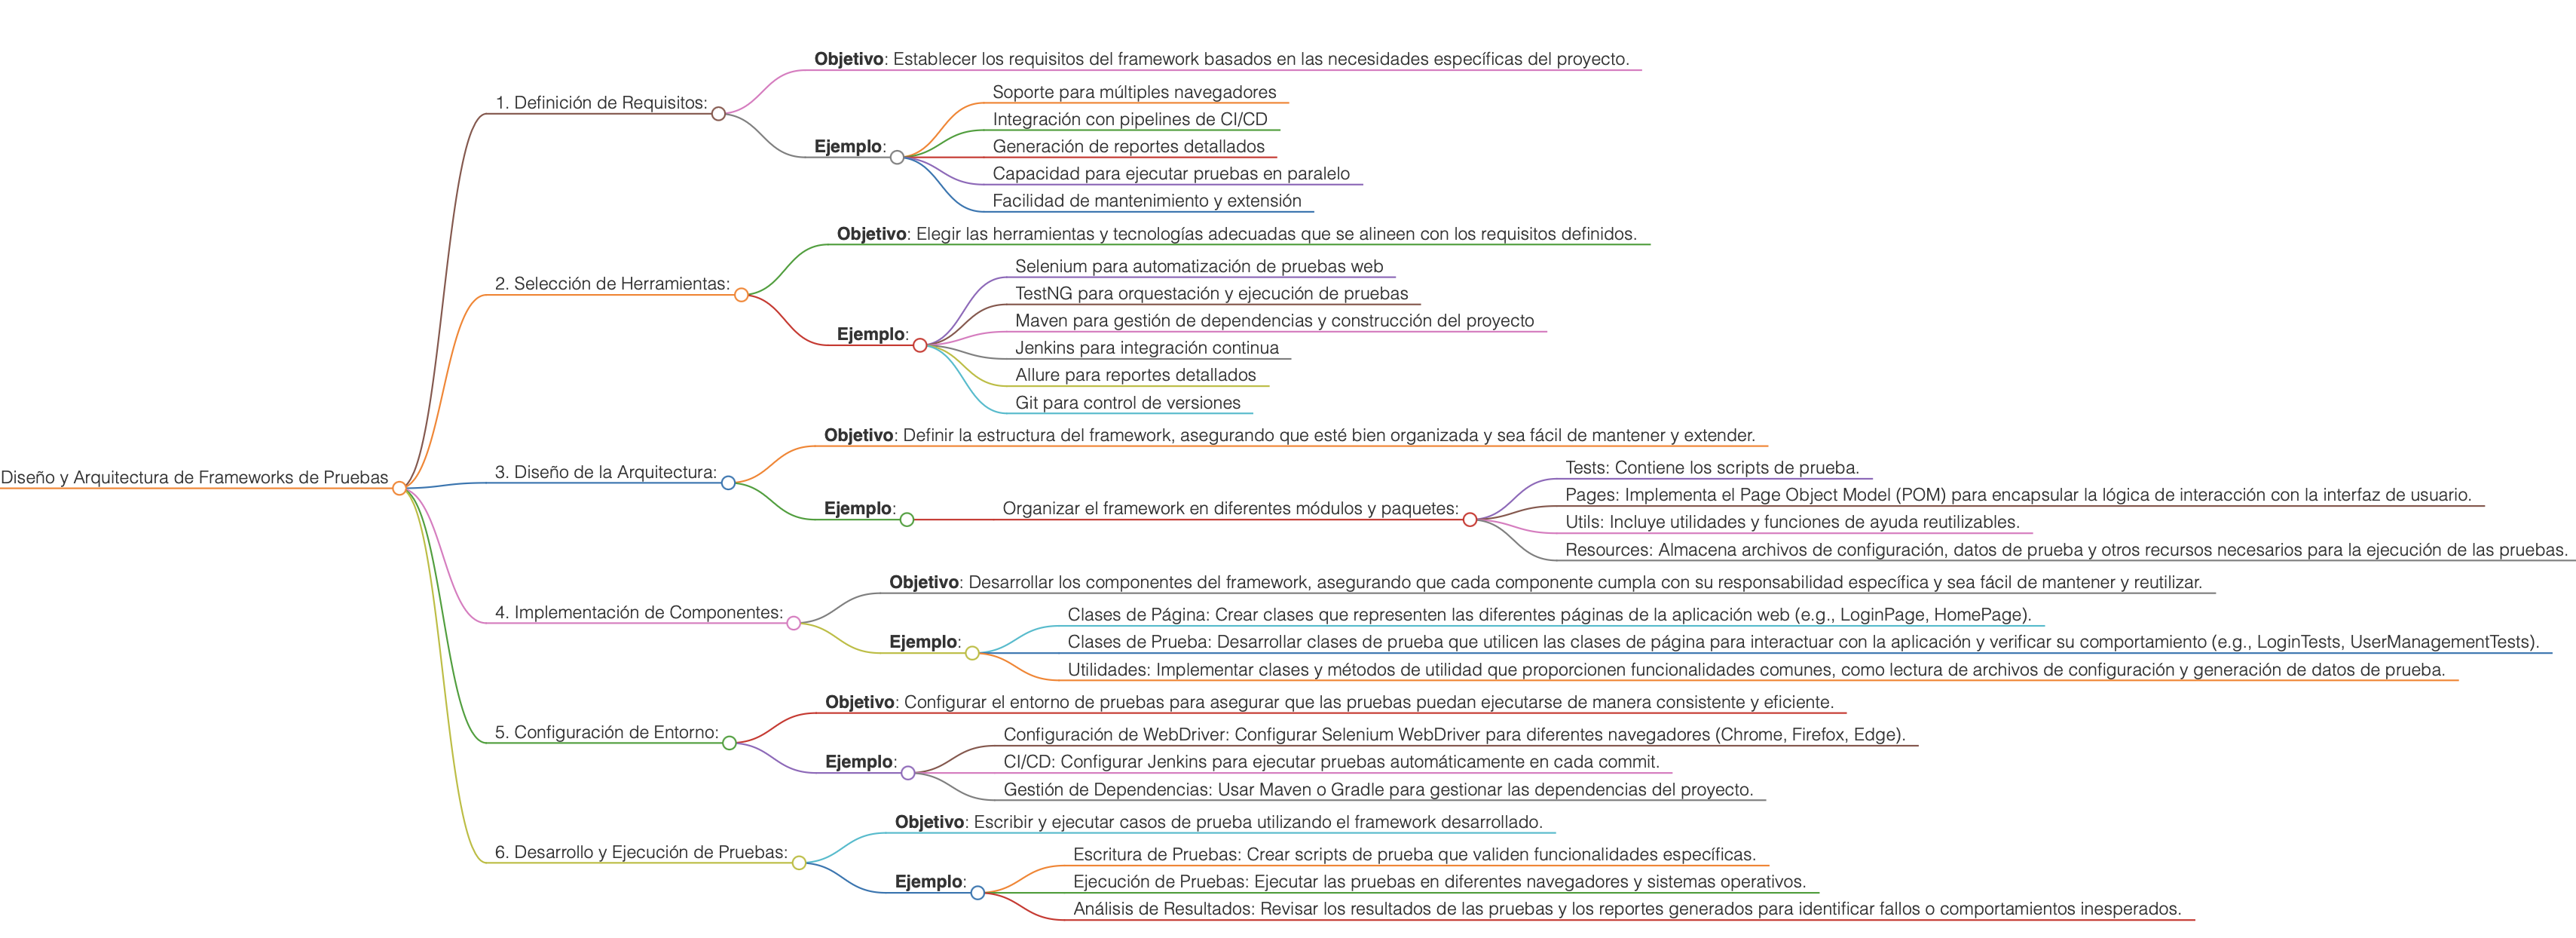 Diseño y Arquitectura de Frameworks de Pruebas
1. Definición de Requisitos:
Objetivo: Establecer los requisitos del framework basados en las necesidades específicas del proyecto.
Ejemplo:
Soporte para múltiples navegadores
Integración con pipelines de CI/CD
Generación de reportes detallados
Capacidad para ejecutar pruebas en paralelo
Facilidad de mantenimiento y extensión
2. Selección de Herramientas:
Objetivo: Elegir las herramientas y tecnologías adecuadas que se alineen con los requisitos definidos.
Ejemplo:
Selenium para automatización de pruebas web
TestNG para orquestación y ejecución de pruebas
Maven para gestión de dependencias y construcción del proyecto
Jenkins para integración continua
Allure para reportes detallados
Git para control de versiones
3. Diseño de la Arquitectura:
Objetivo: Definir la estructura del framework, asegurando que esté bien organizada y sea fácil de mantener y extender.
Ejemplo:
Organizar el framework en diferentes módulos y paquetes:
Tests: Contiene los scripts de prueba.
Pages: Implementa el Page Object Model (POM) para encapsular la lógica de interacción con la interfaz de usuario.
Utils: Incluye utilidades y funciones de ayuda reutilizables.
Resources: Almacena archivos de configuración, datos de prueba y otros recursos necesarios para la ejecución de las pruebas.
4. Implementación de Componentes:
Objetivo: Desarrollar los componentes del framework, asegurando que cada componente cumpla con su responsabilidad específica y sea fácil de mantener y reutilizar.
Ejemplo:
Clases de Página: Crear clases que representen las diferentes páginas de la aplicación web (e.g., LoginPage, HomePage).
Clases de Prueba: Desarrollar clases de prueba que utilicen las clases de página para interactuar con la aplicación y verificar su comportamiento (e.g., LoginTests, UserManagementTests).
Utilidades: Implementar clases y métodos de utilidad que proporcionen funcionalidades comunes, como lectura de archivos de configuración y generación de datos de prueba.
5. Configuración de Entorno:
Objetivo: Configurar el entorno de pruebas para asegurar que las pruebas puedan ejecutarse de manera consistente y eficiente.
Ejemplo:
Configuración de WebDriver: Configurar Selenium WebDriver para diferentes navegadores (Chrome, Firefox, Edge).
CI/CD: Configurar Jenkins para ejecutar pruebas automáticamente en cada commit.
Gestión de Dependencias: Usar Maven o Gradle para gestionar las dependencias del proyecto.
6. Desarrollo y Ejecución de Pruebas:
Objetivo: Escribir y ejecutar casos de prueba utilizando el framework desarrollado.
Ejemplo:
Escritura de Pruebas: Crear scripts de prueba que validen funcionalidades específicas.
Ejecución de Pruebas: Ejecutar las pruebas en diferentes navegadores y sistemas operativos.
Análisis de Resultados: Revisar los resultados de las pruebas y los reportes generados para identificar fallos o comportamientos inesperados.